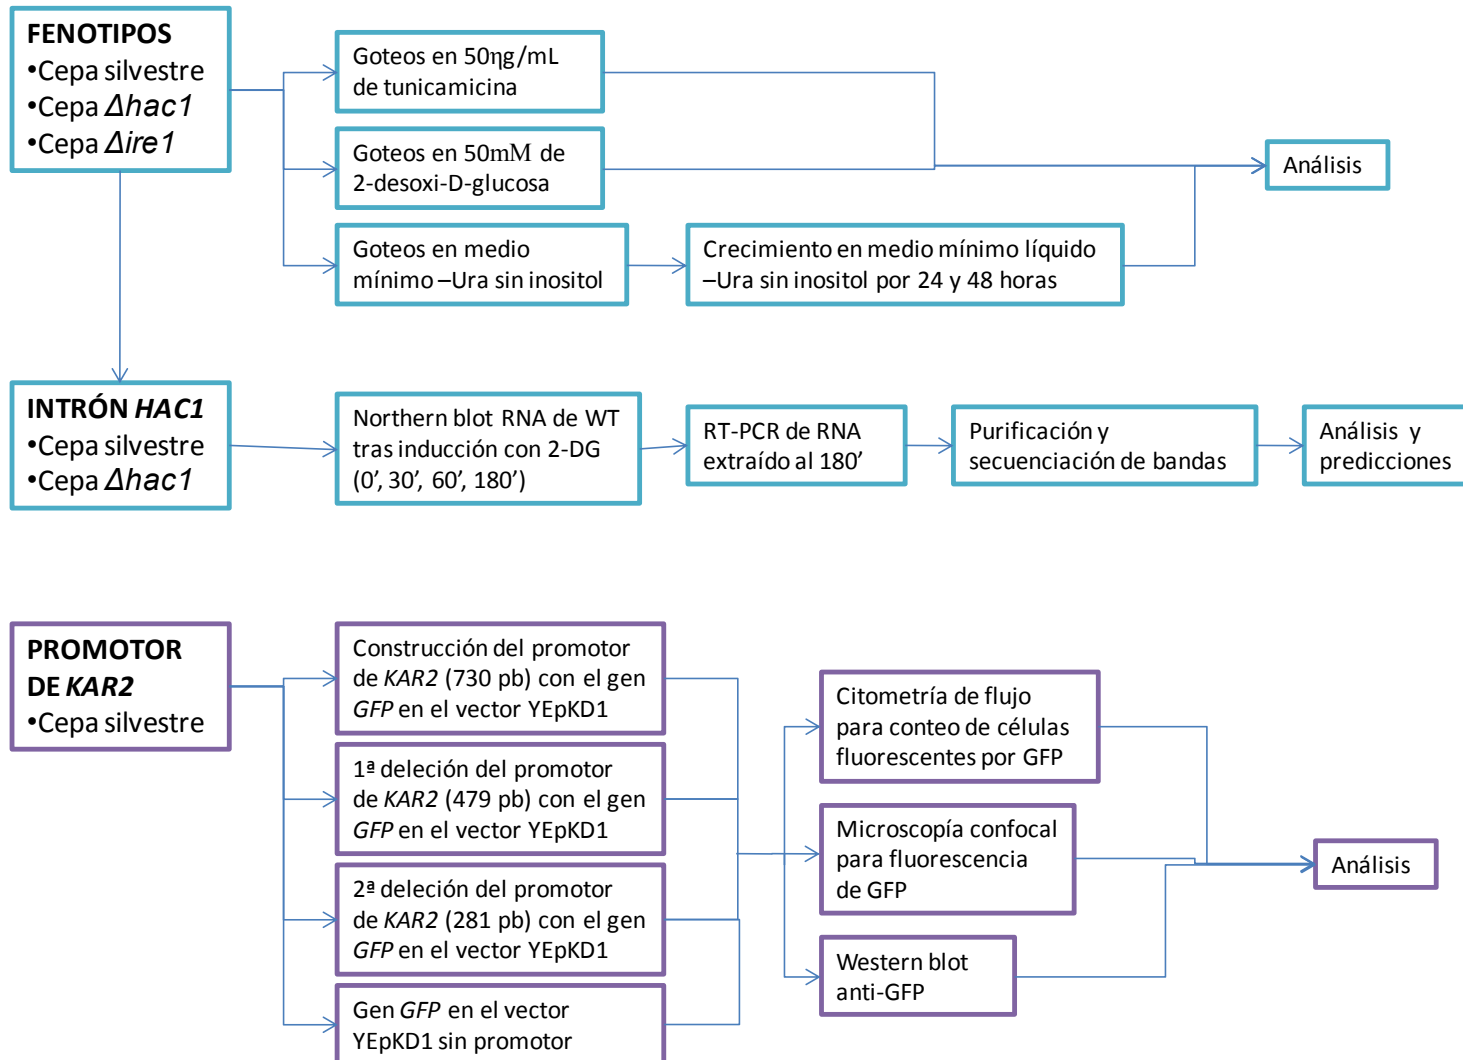 FENOTIPOS
•Cepa silvestre
•Cepa Δhac1
•Cepa Δire1
Goteos en 50ηg/mL
de tunicamicina
Goteos en 50mM de
2-desoxi-D-glucosa
Goteos en medio
mínimo –Ura sin inositol
Crecimiento en medio mínimo líquido
–Ura sin inositol por 24 y 48 horas
Análisis
INTRÓN HAC1
•Cepa silvestre
•Cepa Δhac1
Northern blot RNA de WT
tras inducción con 2-DG
(0’, 30’, 60’, 180’)
RT-PCR de RNA
extraído al 180’
Purificación y
secuenciación de bandas
Análisis y
predicciones
PROMOTOR
DE KAR2
•Cepa silvestre
Construcción del promotor
de KAR2 (730 pb) con el gen
GFP en el vector YEpKD1
1ª deleción del promotor
de KAR2 (479 pb) con el gen
GFP en el vector YEpKD1
2ª deleción del promotor
de KAR2 (281 pb) con el gen
GFP en el vector YEpKD1
Gen GFP en el vector
YEpKD1 sin promotor
Citometría de flujo
para conteo de células
fluorescentes por GFP
Microscopía confocal
para fluorescencia
de GFP
Western blot
anti-GFP
Análisis